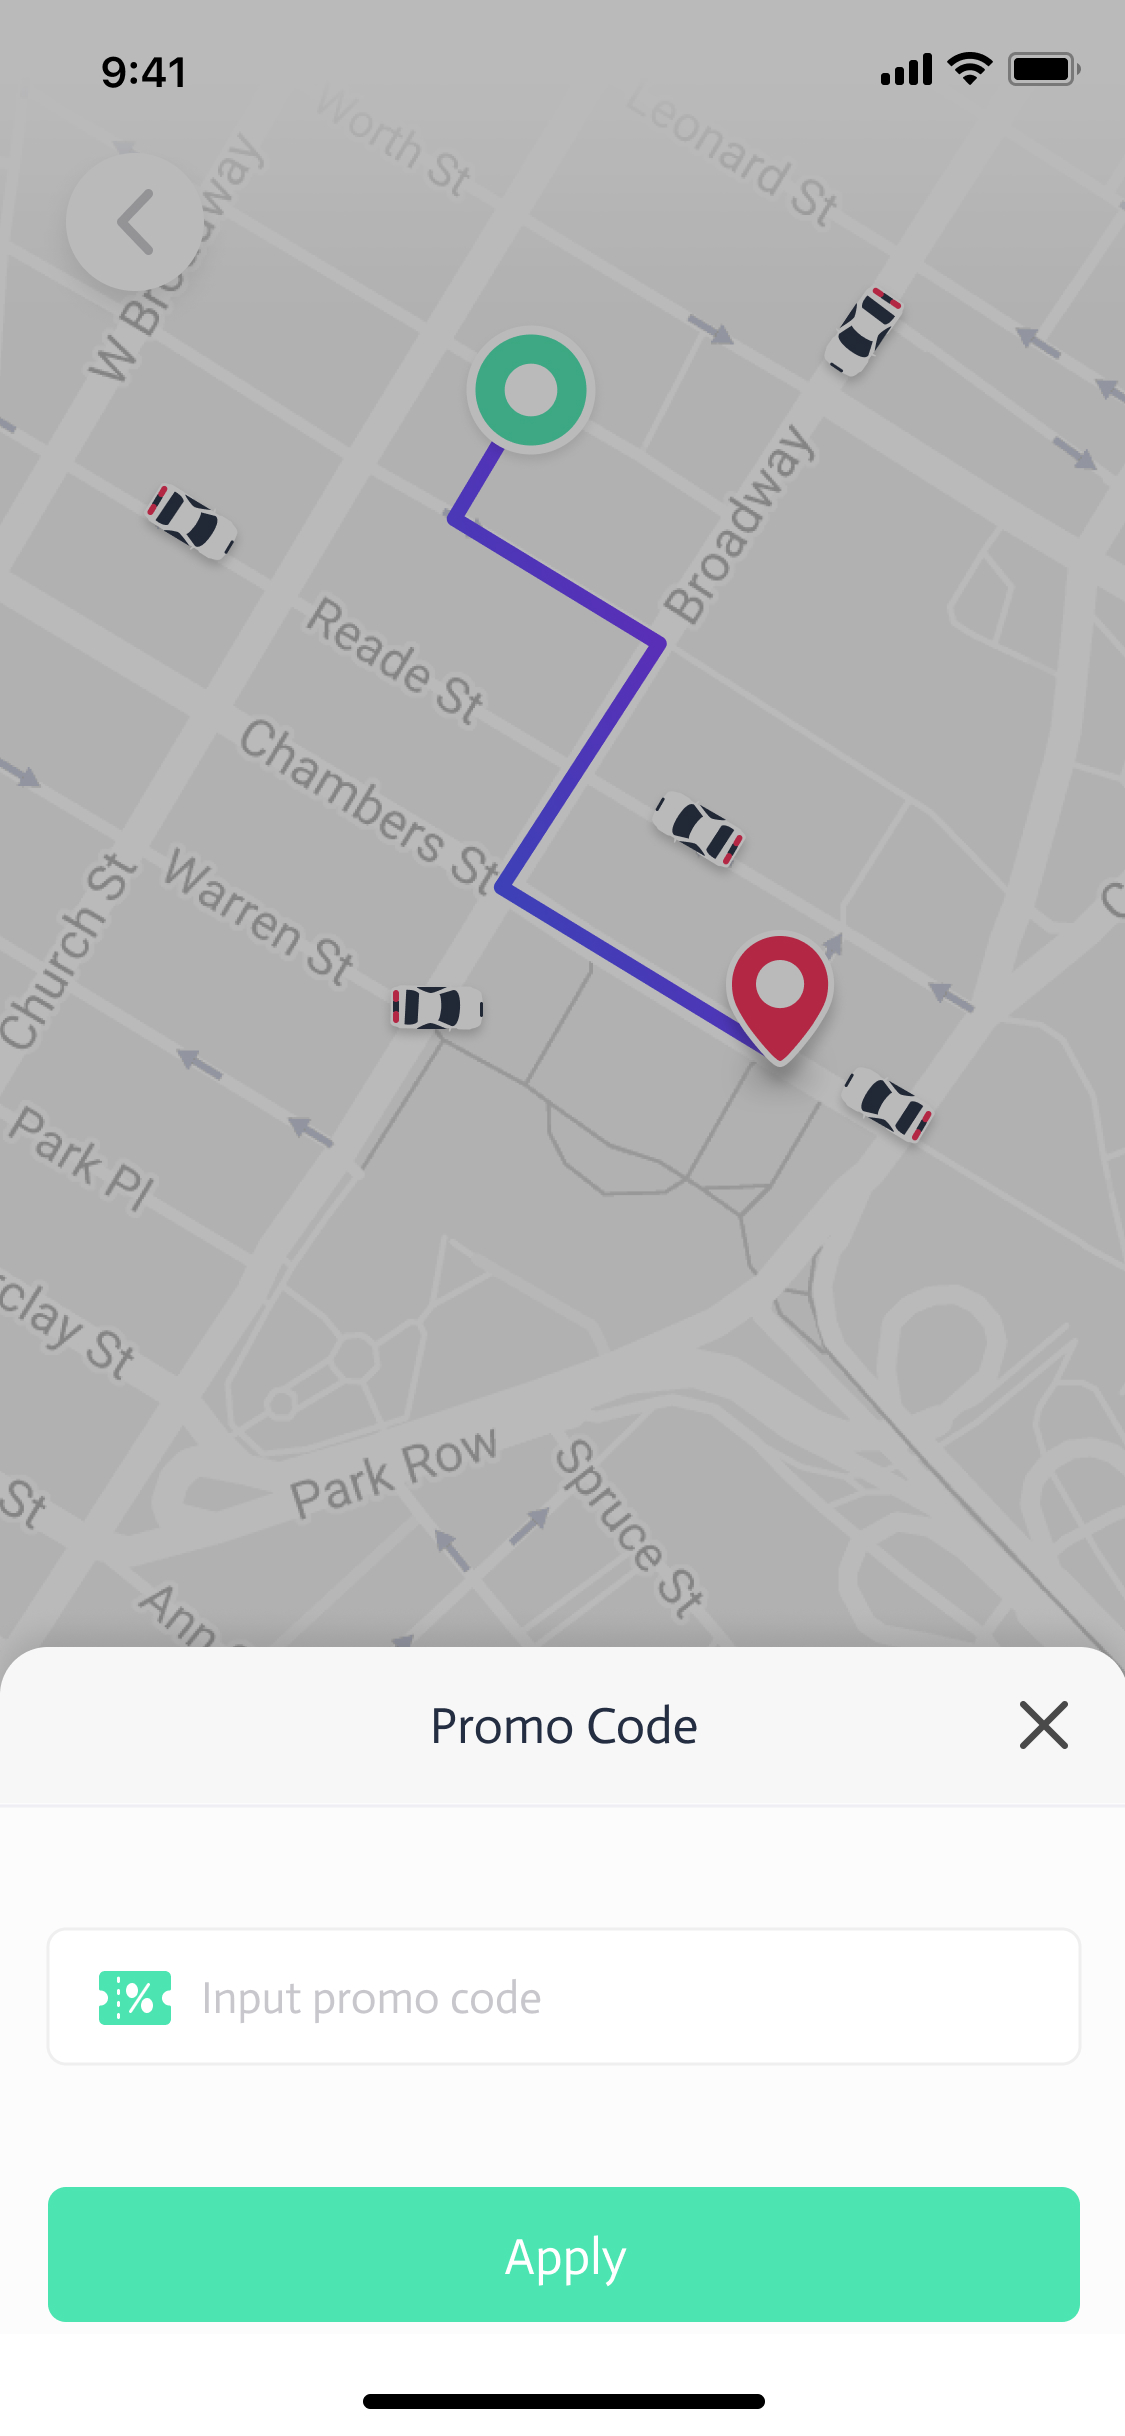 9:41
Worth St
Leonard St
W Broadway
Broadway
Reade St
Chambers St
Warren St
Church St
Park Pl
clay St
St
Park Row
Spruce St
Ann
Promo Code
%
Input promo code
Apply